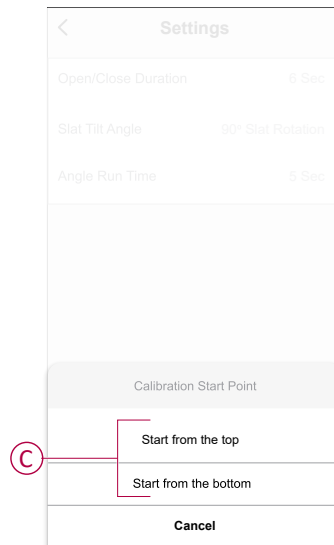 Settings
Open/Close Duration 6 Sec
Slat Tilt Angle 90º Slat Rotation
Angle Run Time 5 Sec
Calibration Start Point
Start from the top
C
Start from the bottom
Cancel